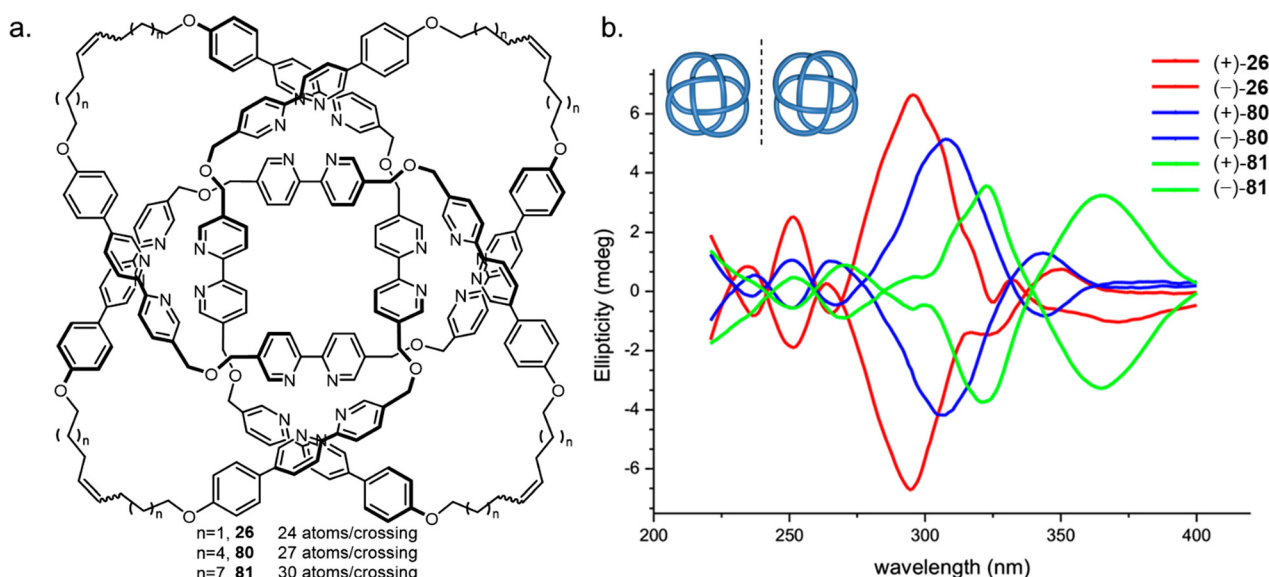 a.
n=1, 26 24 atoms/crossing
n=4, 80 27 atoms/crossing
n=7, 81 30 atoms/crossing
b.
(+)-26
(−)-26
(+)-80
(−)-80
(+)-81
(−)-81
Ellipticity (mdeg)
6
4
2
0
-2
-4
-6
200 250 300 350 400
wavelength (nm)